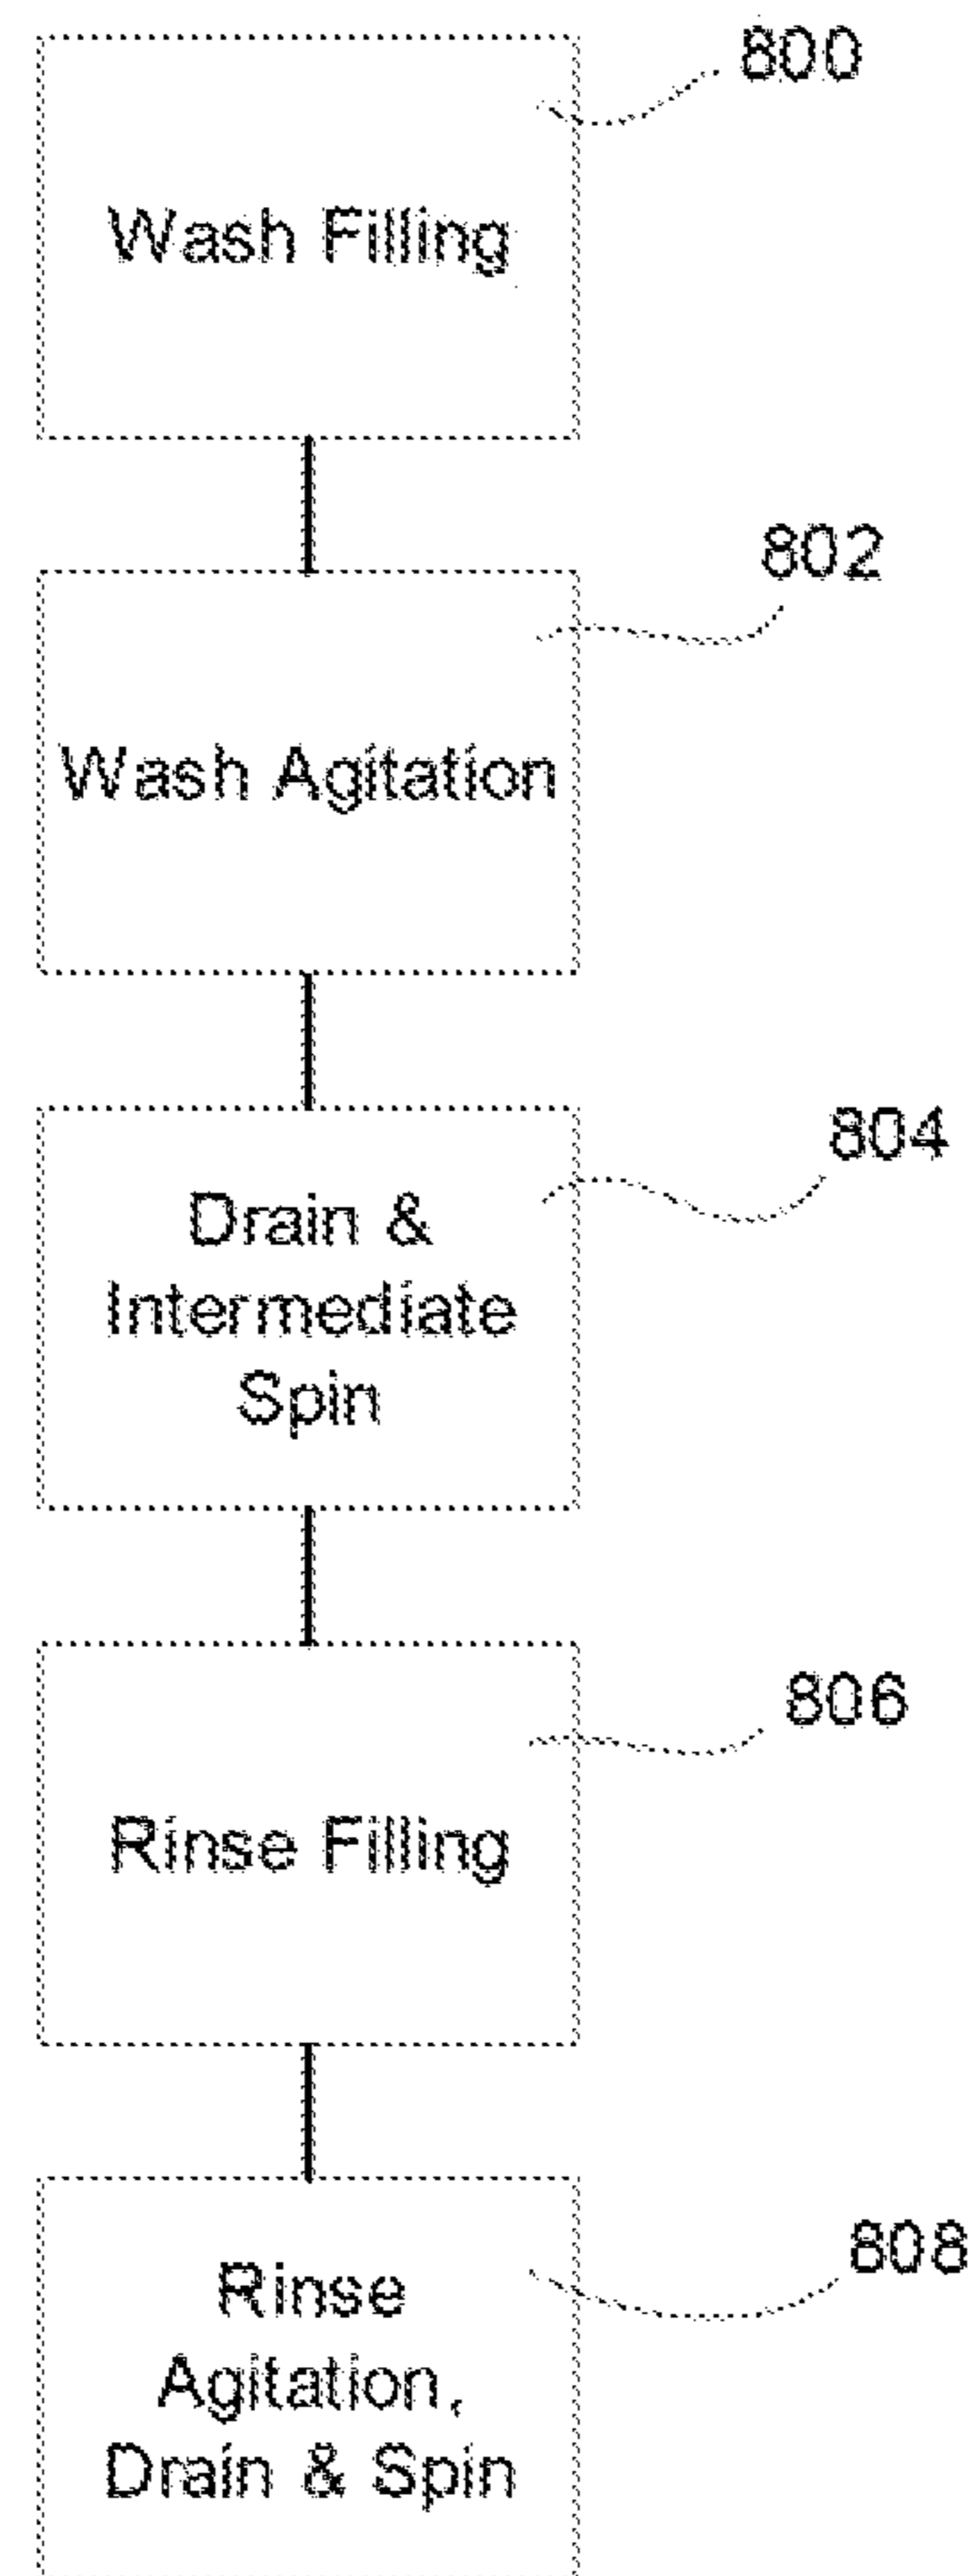 800
Wash Filling
802
Wash Agitation
804
Drain &
Intermediate
Spin
806
Rinse Filling
808
Rinse
Agitation,
Drain & Spin